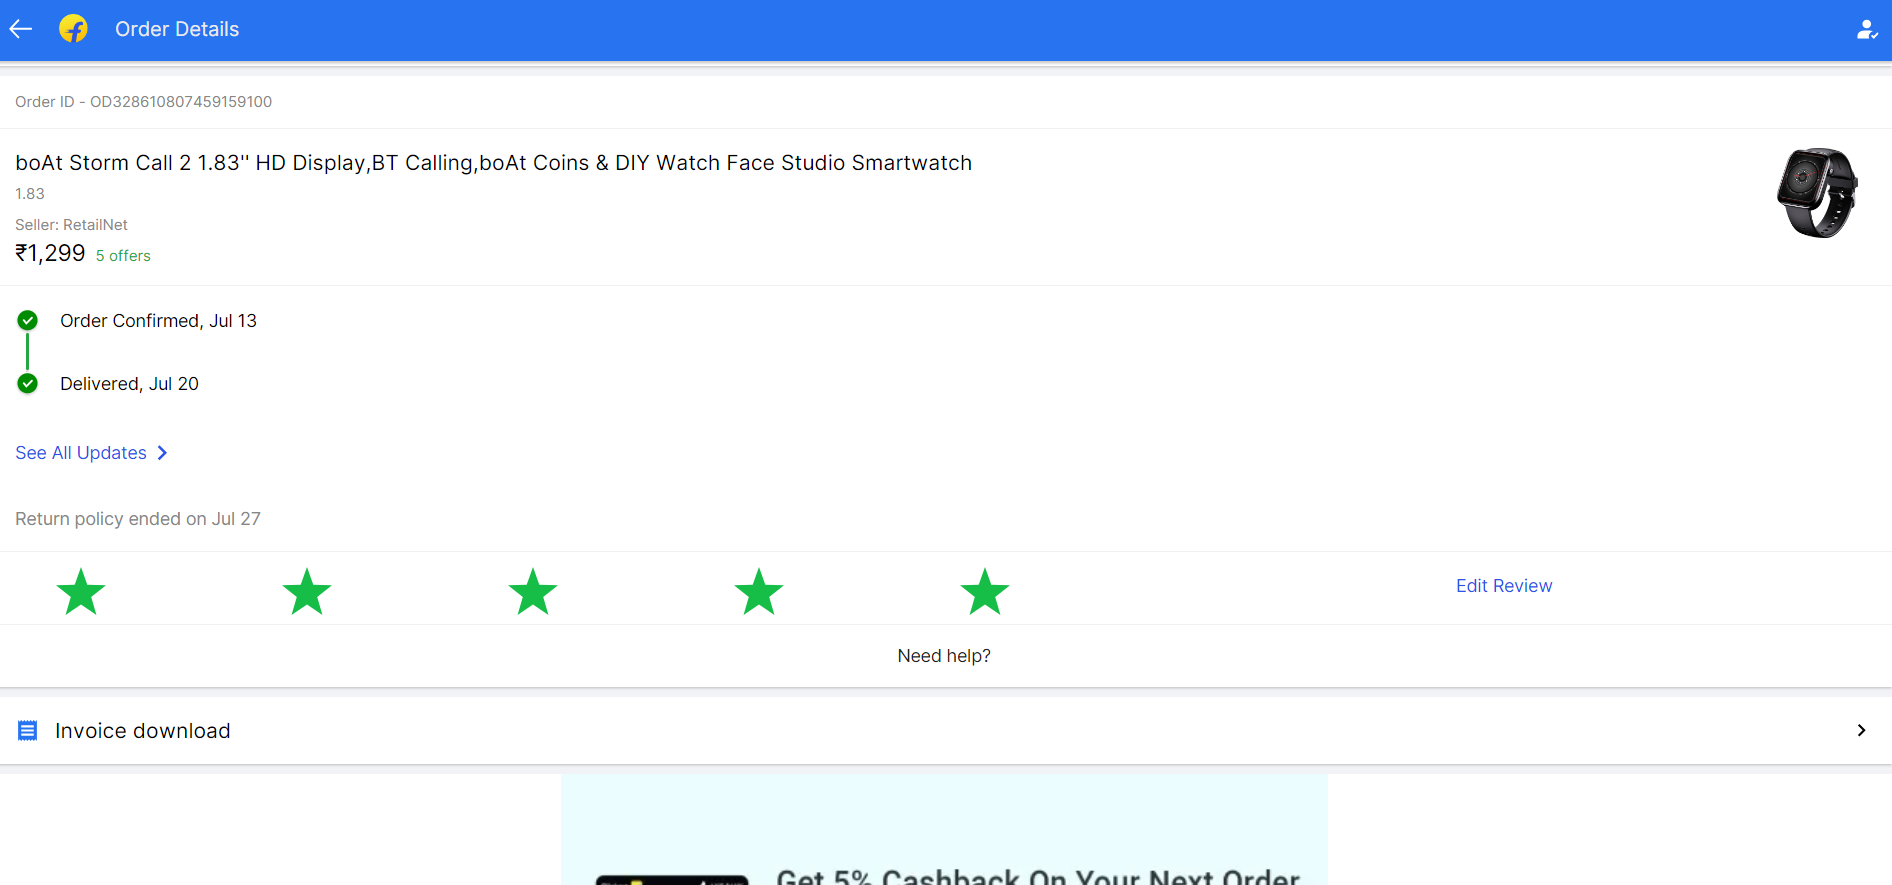 Order Details
Order ID - OD328610807459159100
boAt Storm Call 2 1.83'' HD Display,BT Calling,boAt Coins & DIY Watch Face Studio Smartwatch
1.83
Seller: RetailNet
₹1,299 5 offers
Order Confirmed, Jul 13
Delivered, Jul 20
See All Updates
Return policy ended on Jul 27
Edit Review
Need help?
Invoice download
Get 5% Cashback On Your Next Order